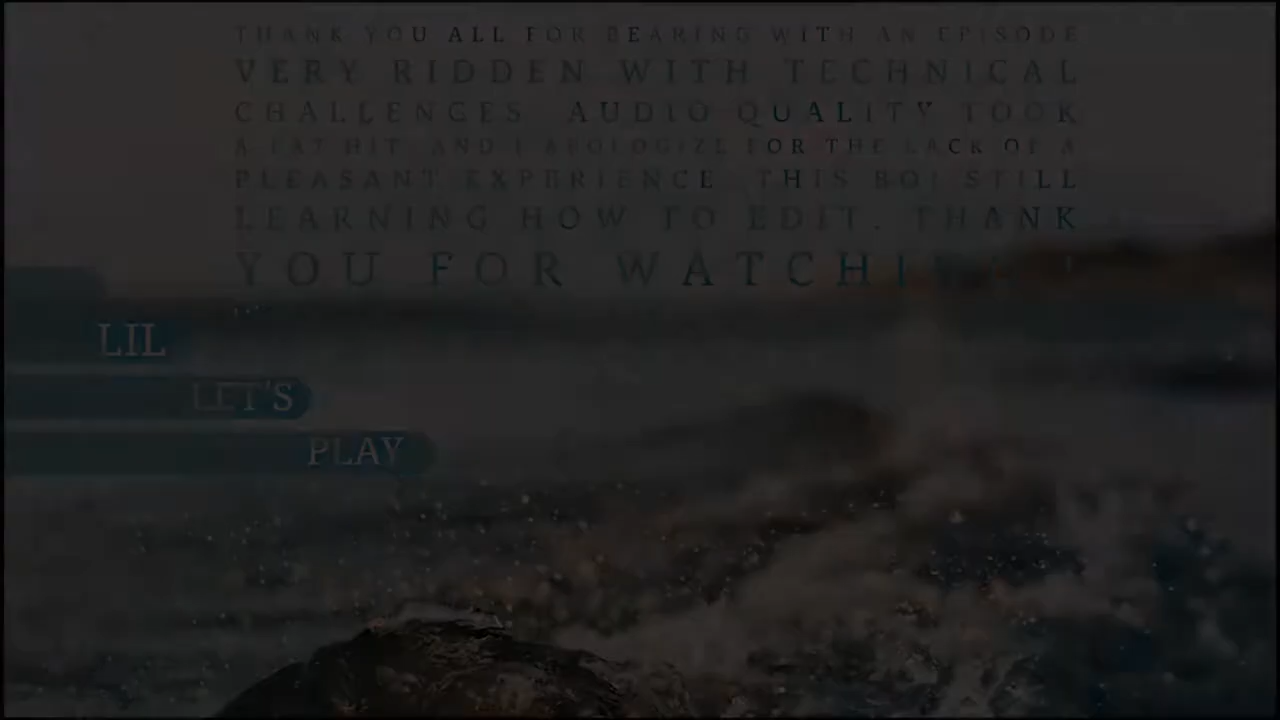 THANK YOU ALL FOR BEARING WITH AN EPISODE
VERY RIDDEN WITH TECHNICAL
CHALLENGES. AUDIO QUALITY TOOK
A FAT HIT, AND I APOLOGIZE FOR THE LACK OF A
PLEASANT EXPERIENCE. THIS BOI STILL
LEARNING HOW TO EDIT. THANK
YOU FOR
LIL
LET'S
PLAY